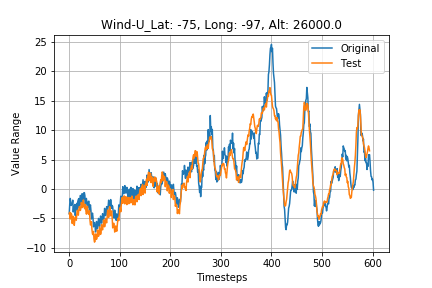 Wind-U_Lat: -75, Long: -97, Alt: 26000.0
Original
Test
Value Range
25
20
15
10
5
0
−5
−10
0 100 200 300 400 500 600
Timesteps